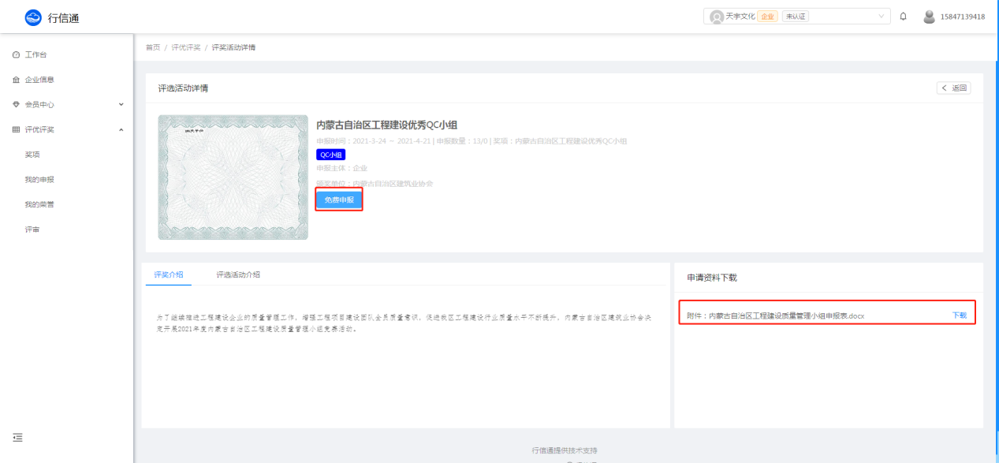 行信通
天宇文化 企业 未认证
15847139418
工作台
企业信息
会员中心
评优评奖
奖项
我的申报
我的荣誉
评审
首页 / 评优评奖 / 评奖活动详情
评选活动详情
返回
内蒙古自治区工程建设优秀QC小组
申报时间：2021-3-24 ~ 2021-4-21 | 申报数量：13/0 | 奖项：内蒙古自治区工程建设优秀QC小组
QC小组
申报主体：企业
颁奖单位：内蒙古自治区建筑业协会
免费申报
评奖介绍 评选活动介绍
为了继续推进工程建设企业的质量管理工作，增强工程项目建设团队全员质量意识，促进我区工程建设行业质量水平不断提升，内蒙古自治区建筑业协会决
定开展2021年度内蒙古自治区工程建设质量管理小组竞赛活动。
申请资料下载
附件：内蒙古自治区工程建设质量管理小组申报表.docx 下载
行信通提供技术支持